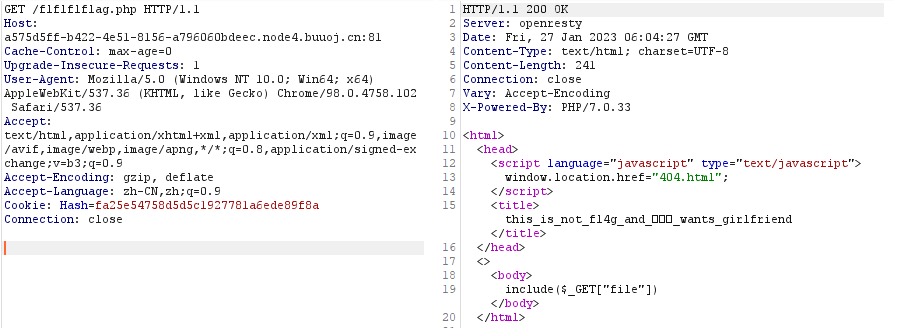 GET /fl1f1flag.php HTTP/1.1
Host:
a575d5ff-b422-4e51-8156-a796060bdeec.node4.buuoj.cn:81
Cache-Control: max-age=0
Upgrade-Insecure-Requests: 1
User-Agent: Mozilla/5.0 (Windows NT 10.0; Win64; x64)
AppleWebKit/537.36 (KHTML, like Gecko) Chrome/98.0.4758.102
Safari/537.36
Accept:
text/html,application/xhtml+xml,application/xml;q=0.9,image
/avif,image/webp,image/apng,*/*;q=0.8,application/signed-ex
change;v=b3;q=0.9
Accept-Encoding: gzip, deflate
Accept-Language: zh-CN,zh;q=0.9
Cookie: Hash=fa25e54758d5d5c1927781a6ede89f8a
Connection: close
1 HTTP/1.1 200 OK
2 Server: openresty
3 Date: Fri, 27 Jan 2023 06:04:27 GMT
4 Content-Type: text/html; charset=UTF-8
5 Content-Length: 241
6 Connection: close
7 Vary: Accept-Encoding
8 X-Powered-By: PHP/7.0.33
9
10 <html>
11 <head>
12 <script language="javascript" type="text/javascript">
13 window.location.href="404.html";
14 </script>
15 <title>
this_is_not_fl4g_and_□□□_wants_girlfriend
</title>
16 </head>
17 <>
18 <body>
19 include($_GET["file"])
</body>
20 </html>